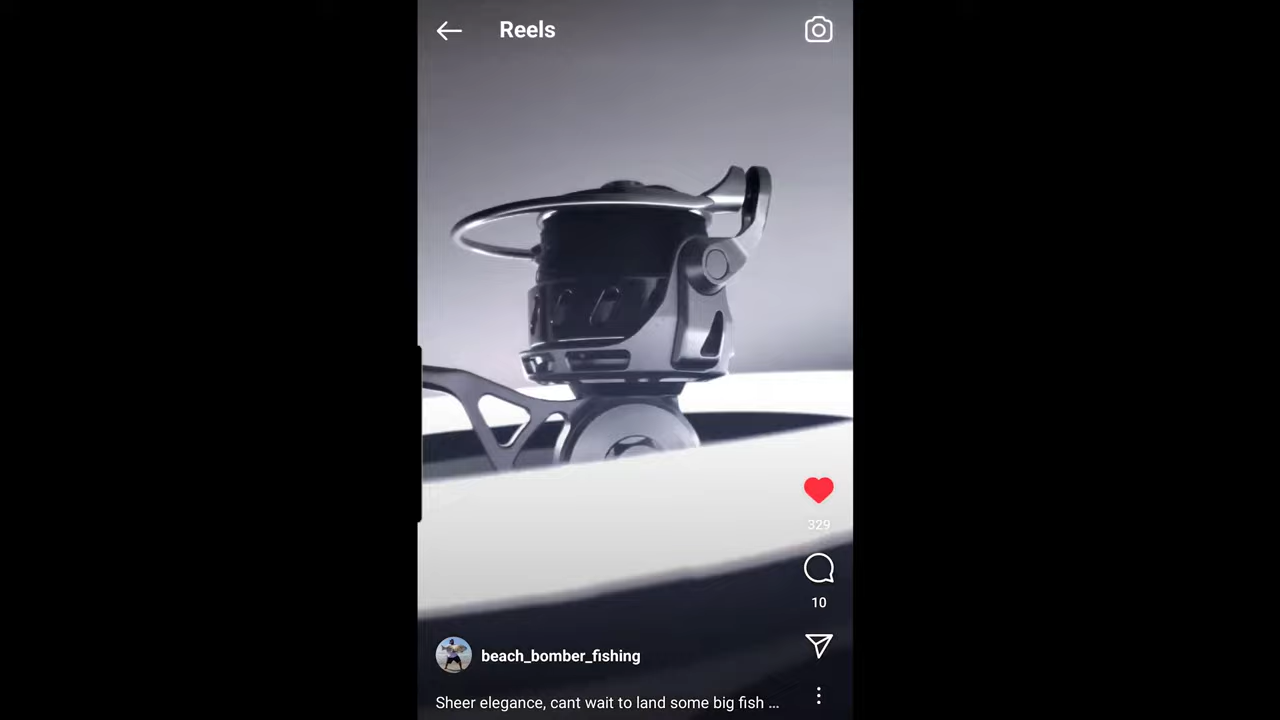 Reels
329
10
beach_bomber_fishing
Sheer elegance, cant wait to land some big fish ...